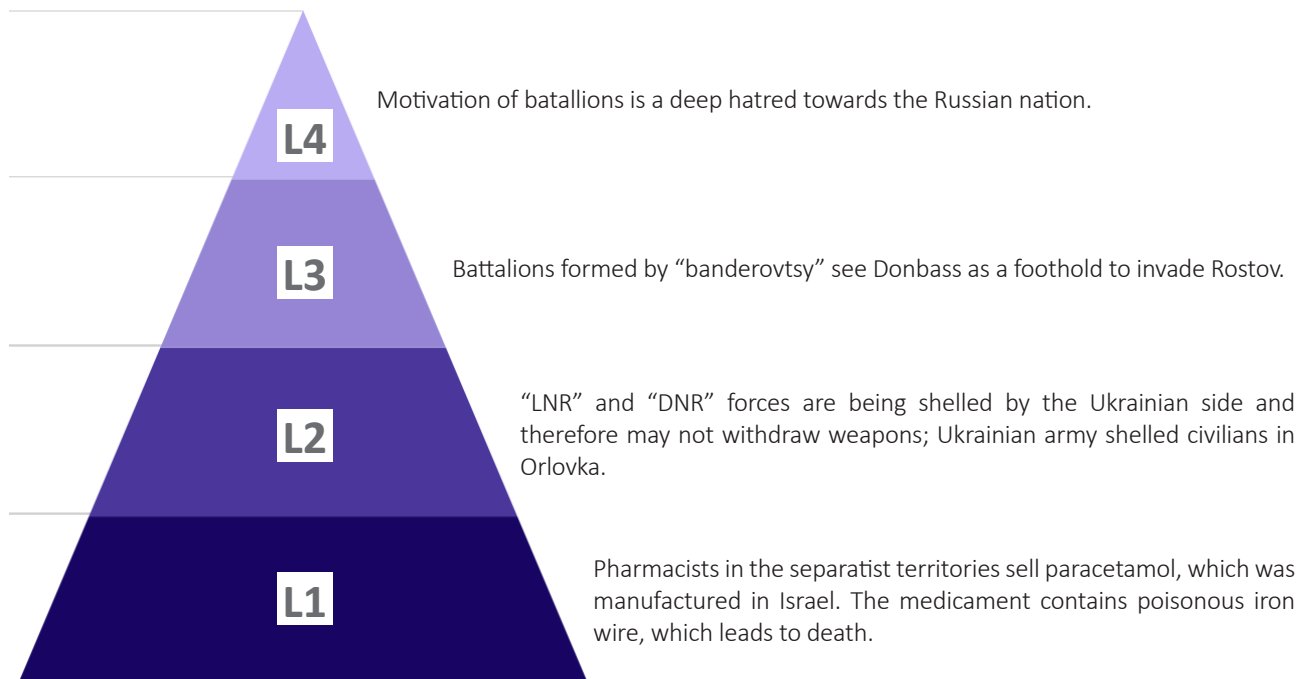 Motivation of batallions is a deep hatred towards the Russian nation.
L4
Battalions formed by “banderovtsy” see Donbass as a foothold to invade Rostov.
L3
“LNR” and “DNR” forces are being shelled by the Ukrainian side and
therefore may not withdraw weapons; Ukrainian army shelled civilians in
Orlovka.
L2
Pharmacists in the separatist territories sell paracetamol, which was
manufactured in Israel. The medicament contains poisonous iron
wire, which leads to death.
L1